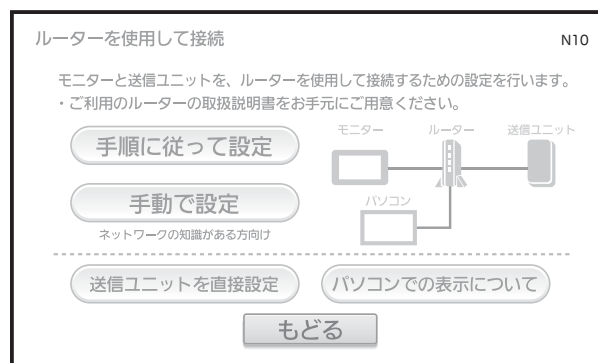 ルーターを使用して接続
N10
モニターと送信ユニットを、ルーターを使用して接続するための設定を行います。
・ご利用のルーターの取扱説明書をお手元にご用意ください。
手順に従って設定
モニター
ルーター
送信ユニット
手動で設定
パソコン
ネットワークの知識がある方向け
送信ユニットを直接設定
パソコンでの表示について
もどる